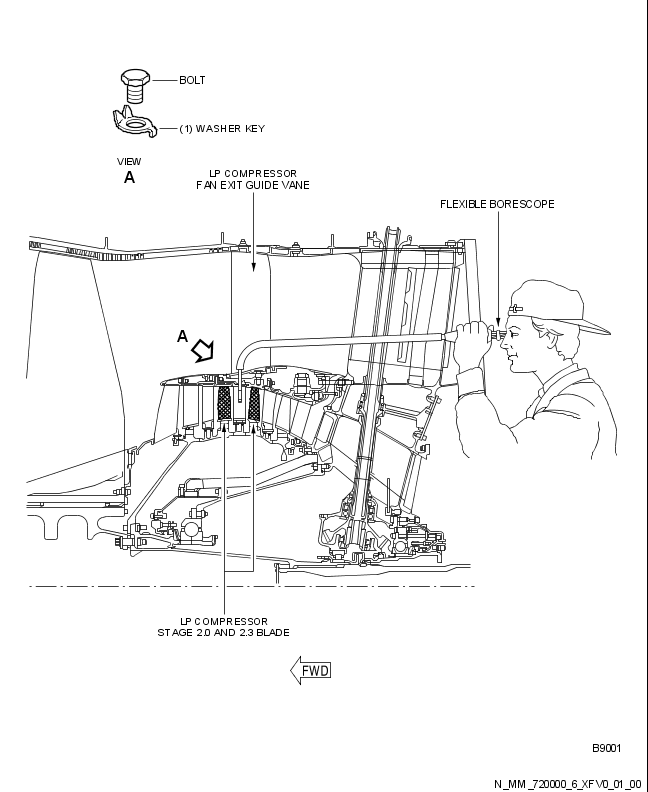 BOLT
(1) WASHER KEY
VIEW
A
LP COMPRESSOR
FAN EXIT GUIDE VANE
FLEXIBLE BORESCOPE
A
LP COMPRESSOR
STAGE 2.0 AND 2.3 BLADE
FWD
B9001
N_MM_720000_6_XFV0_01_00